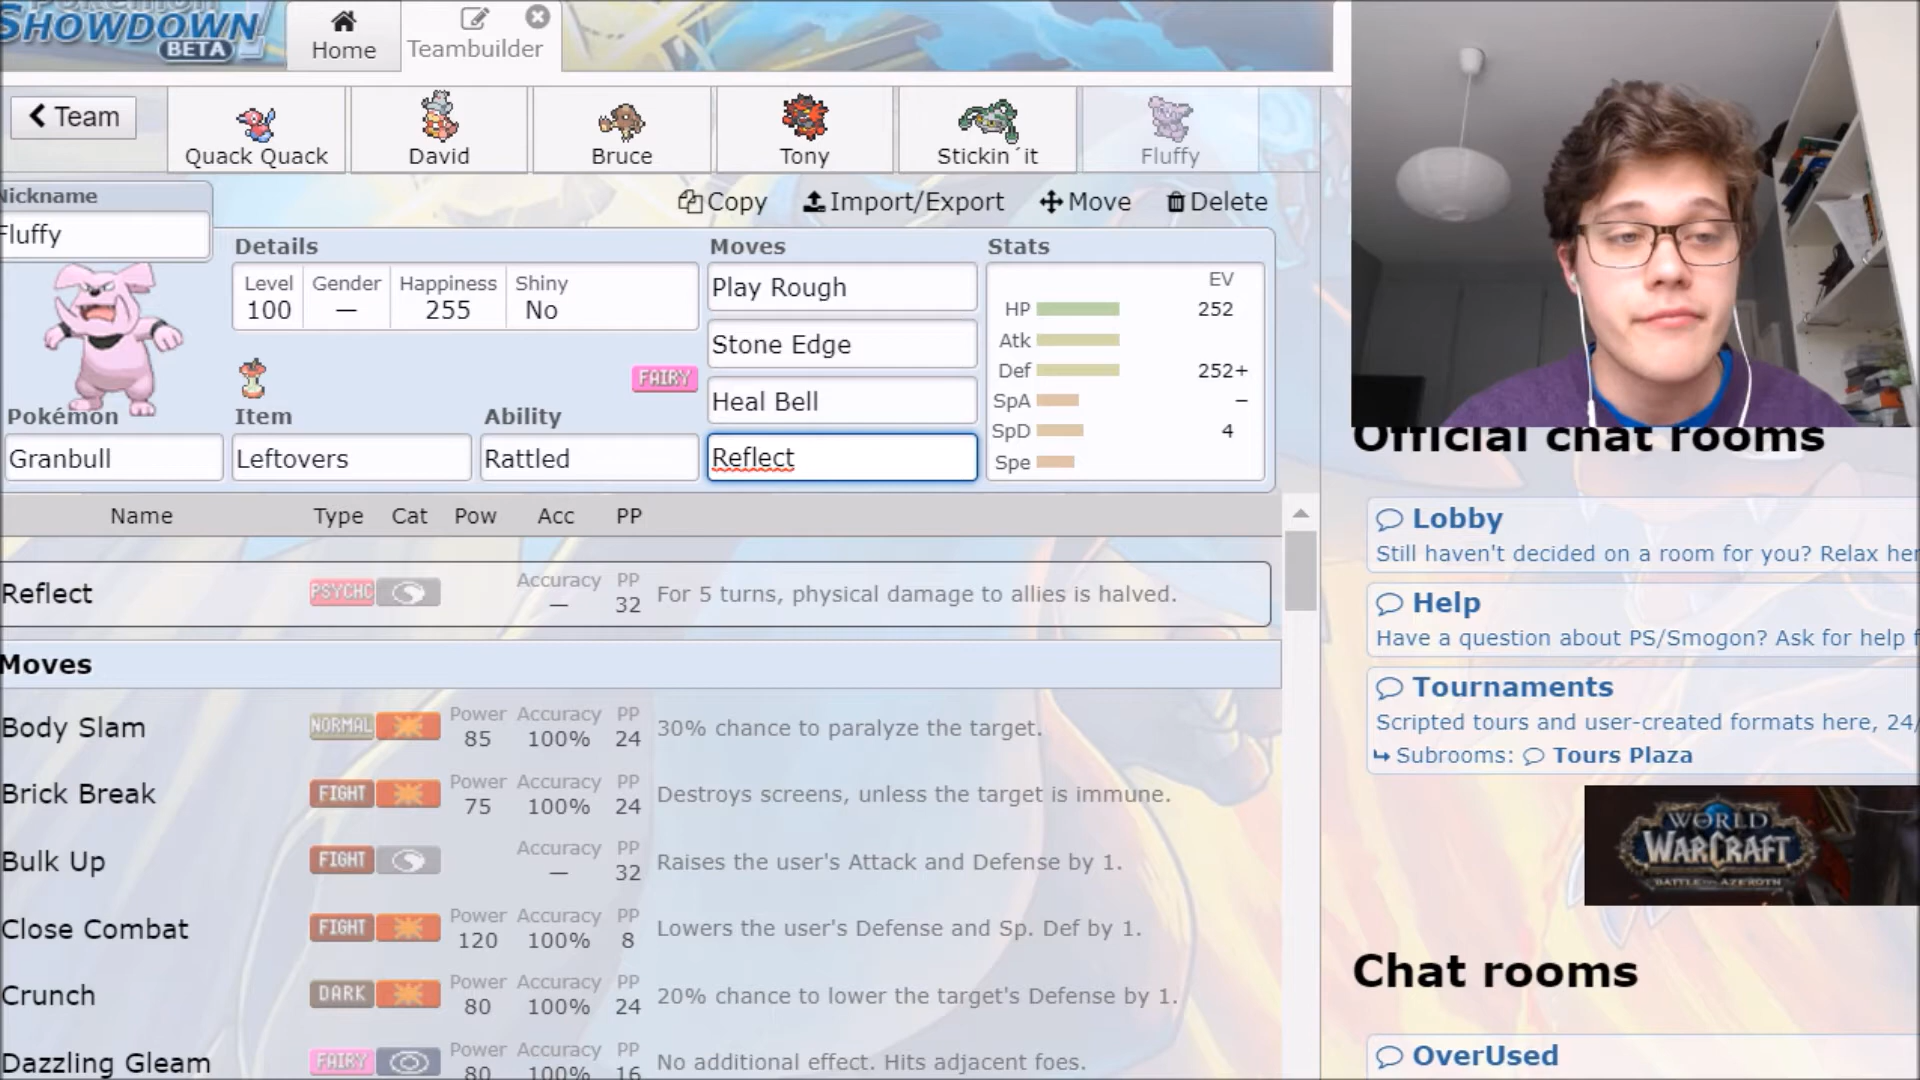 Pokémon
SHOWDOWN
BETA
Home
Teambuilder
Team
Quack Quack
David
Bruce
Tony
Stickin´it
Fluffy
Nickname
Fluffy
Copy
Import/Export
Move
Delete
Details
Moves
Stats
Level
Gender
Happiness
Shiny
100
—
255
No
Play Rough
Stone Edge
Heal Bell
Reflect
EV
HP 252
Atk
Def 252+
SpA −
SpD 4
Spe
FAIRY
Pokémon
Item
Ability
Granbull
Leftovers
Rattled
Name Type Cat Pow Acc PP
Reflect PSYCHC Accuracy — PP 32 For 5 turns, physical damage to allies is halved.
Moves
Body Slam NORMAL Power 85 Accuracy 100% PP 24 30% chance to paralyze the target.
Brick Break FIGHT Power 75 Accuracy 100% PP 24 Destroys screens, unless the target is immune.
Bulk Up FIGHT Accuracy — PP 32 Raises the user's Attack and Defense by 1.
Close Combat FIGHT Power 120 Accuracy 100% PP 8 Lowers the user's Defense and Sp. Def by 1.
Crunch DARK Power 80 Accuracy 100% PP 24 20% chance to lower the target's Defense by 1.
Dazzling Gleam FAIRY Power 80 Accuracy 100% PP 16 No additional effect. Hits adjacent foes.
Official chat rooms
Lobby
Still haven't decided on a room for you? Relax her
Help
Have a question about PS/Smogon? Ask for help f
Tournaments
Scripted tours and user-created formats here, 24/
Subrooms: Tours Plaza
WORLD
WARCRAFT
BATTLE FOR AZEROTH
Chat rooms
OverUsed